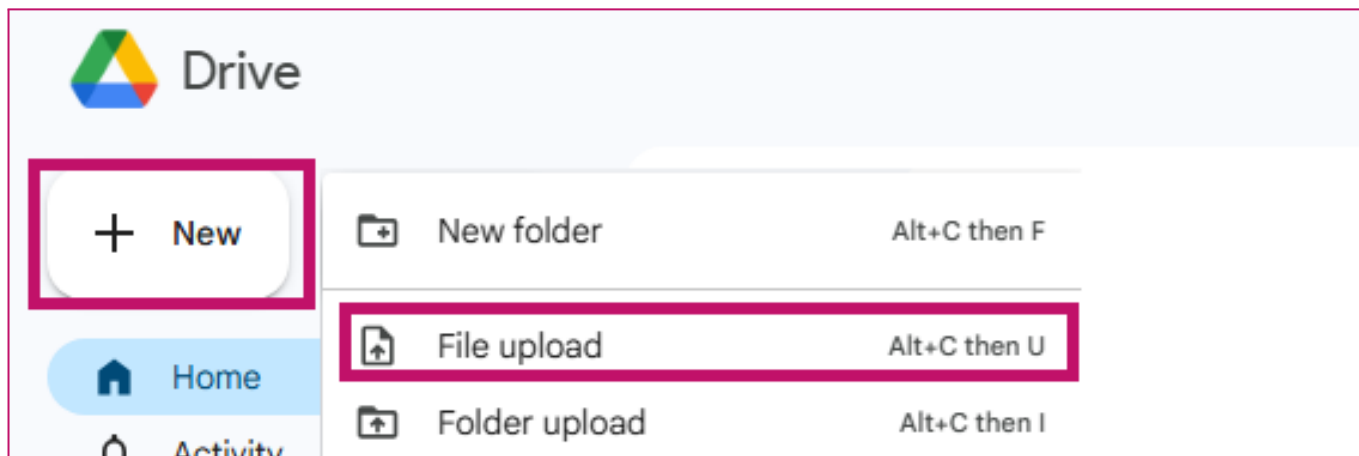 Drive
New
New folder Alt+C then F
File upload Alt+C then U
Home
Folder upload Alt+C then I
Activity